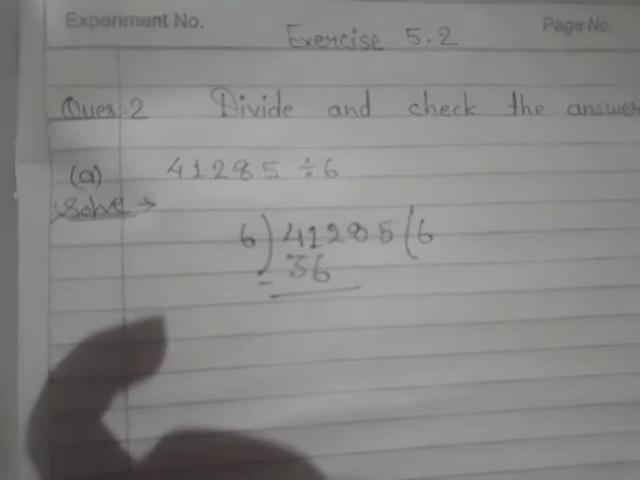 Experiment No.
Page No
Exercise 5.2
Ques.2 Divide and check the answer
(a) 41285 ÷ 6
Solve →
6 ) 41285 ( 6
- 36